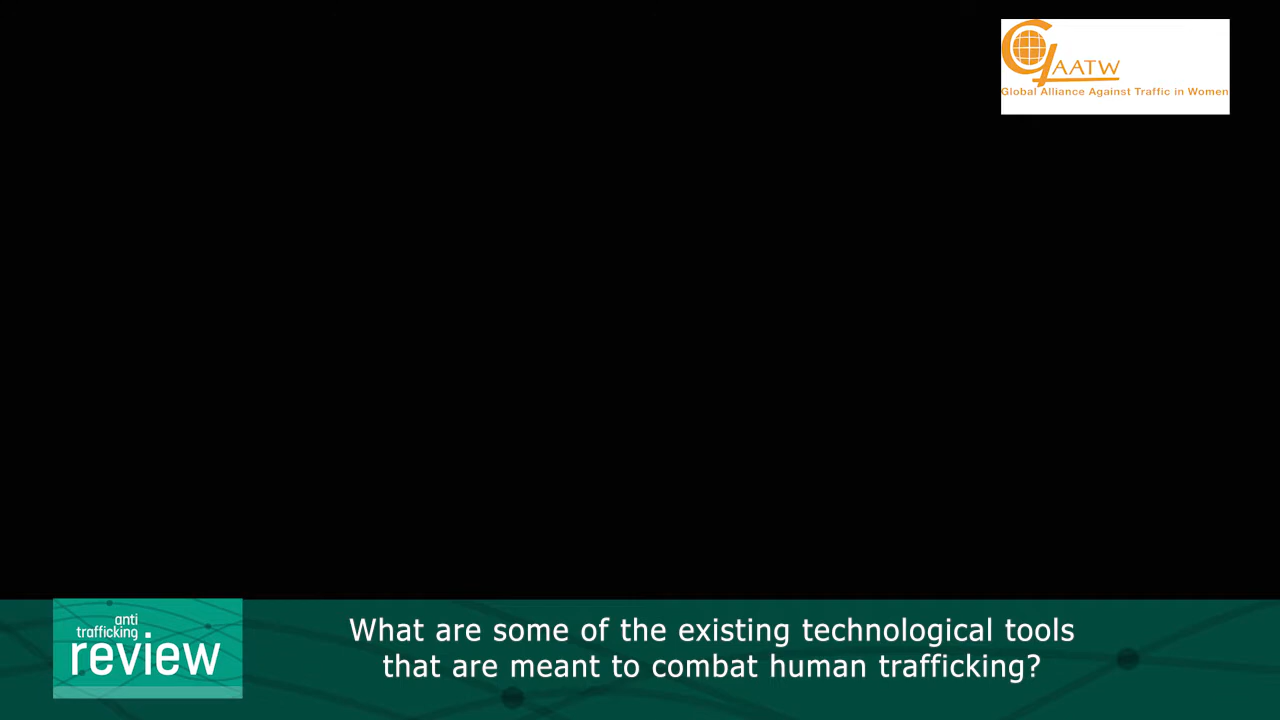 GAATW
Global Alliance Against Traffic in Women
What are some of the existing technological tools
that are meant to combat human trafficking?
anti
trafficking
review